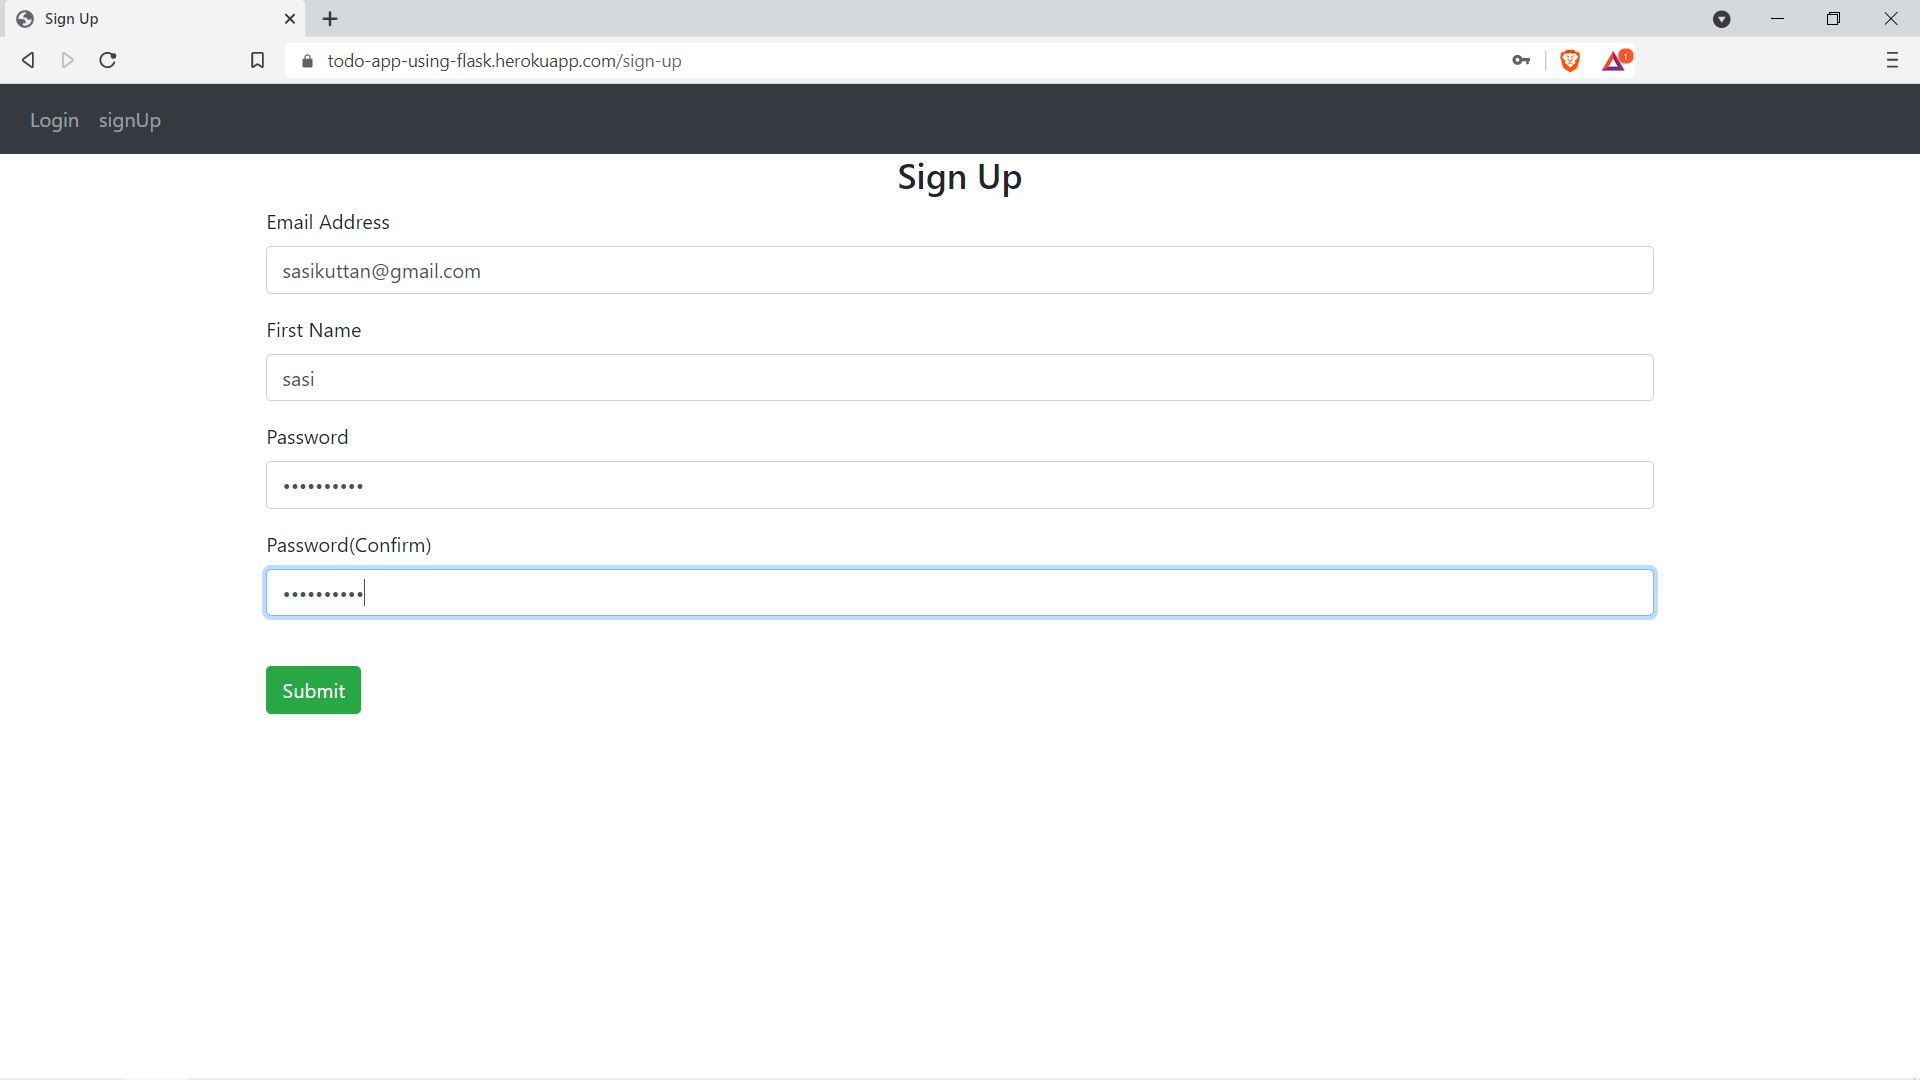 Sign Up
todo-app-using-flask.herokuapp.com/sign-up
1
Login signUp
Sign Up
Email Address
sasikuttan@gmail.com
First Name
sasi
Password
••••••••••
Password(Confirm)
••••••••••
Submit